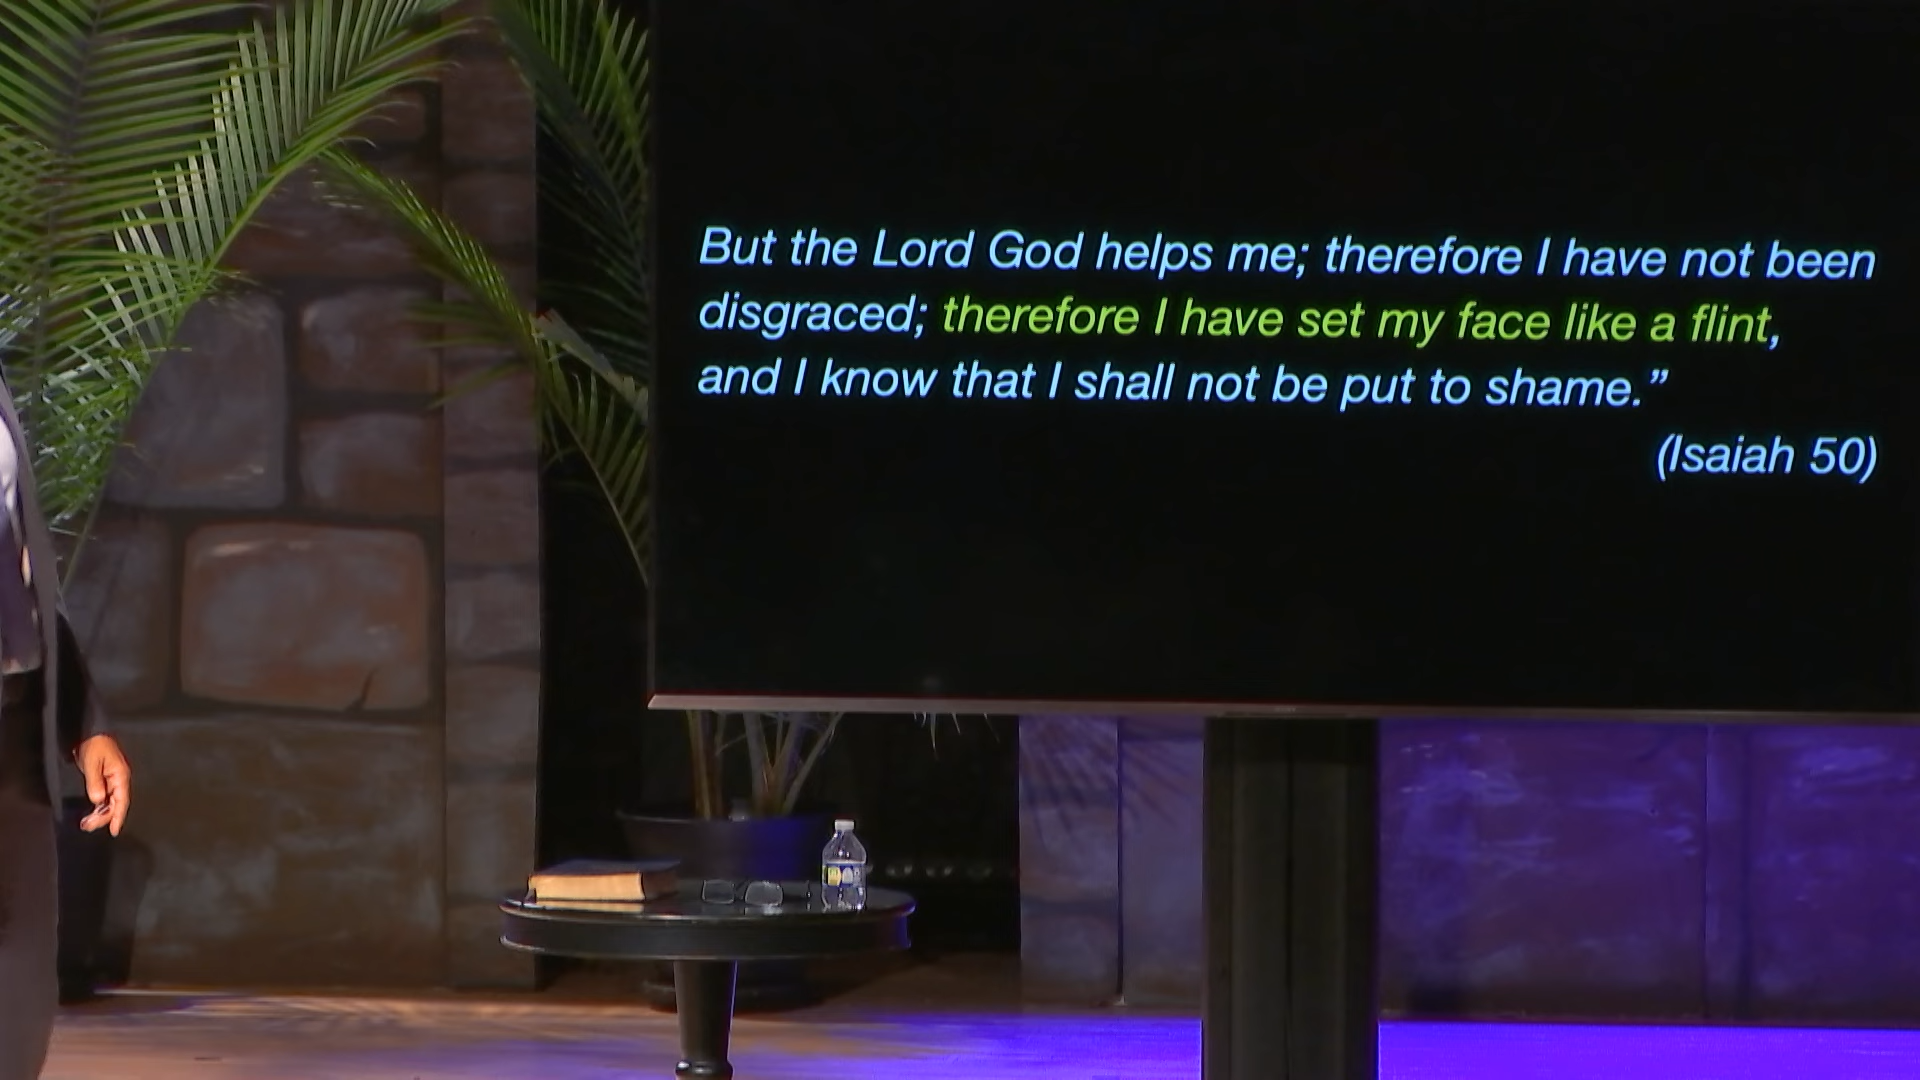 But the Lord God helps me; therefore I have not been
disgraced; therefore I have set my face like a flint,
and I know that I shall not be put to shame.”
(Isaiah 50)